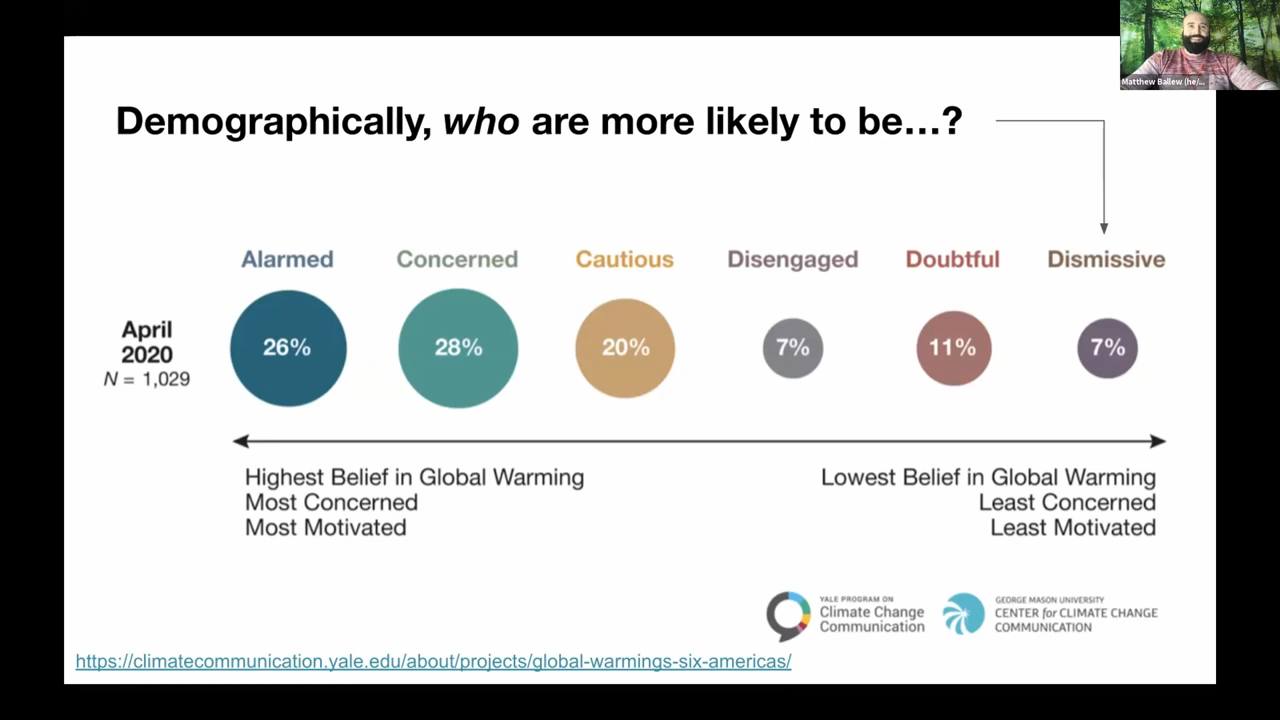 Matthew Ballew (he/...
Demographically, who are more likely to be...?
Alarmed Concerned Cautious Disengaged Doubtful Dismissive
April
2020
N = 1,029
26% 28% 20% 7% 11% 7%
Highest Belief in Global Warming
Most Concerned
Most Motivated
Lowest Belief in Global Warming
Least Concerned
Least Motivated
YALE PROGRAM ON
Climate Change
Communication
GEORGE MASON UNIVERSITY
CENTER for CLIMATE CHANGE
COMMUNICATION
https://climatecommunication.yale.edu/about/projects/global-warmings-six-americas/